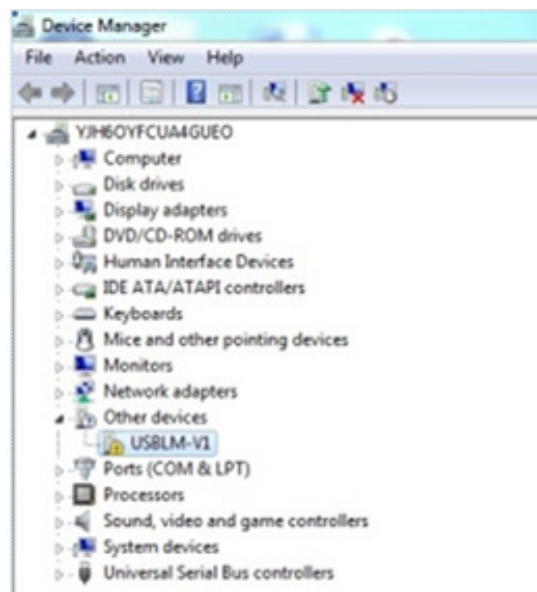 Device Manager
File Action View Help
YJH6OYFCUA4GUEO
Computer
Disk drives
Display adapters
DVD/CD-ROM drives
Human Interface Devices
IDE ATA/ATAPI controllers
Keyboards
Mice and other pointing devices
Monitors
Network adapters
Other devices
USBLM-V1
Ports (COM & LPT)
Processors
Sound, video and game controllers
System devices
Universal Serial Bus controllers